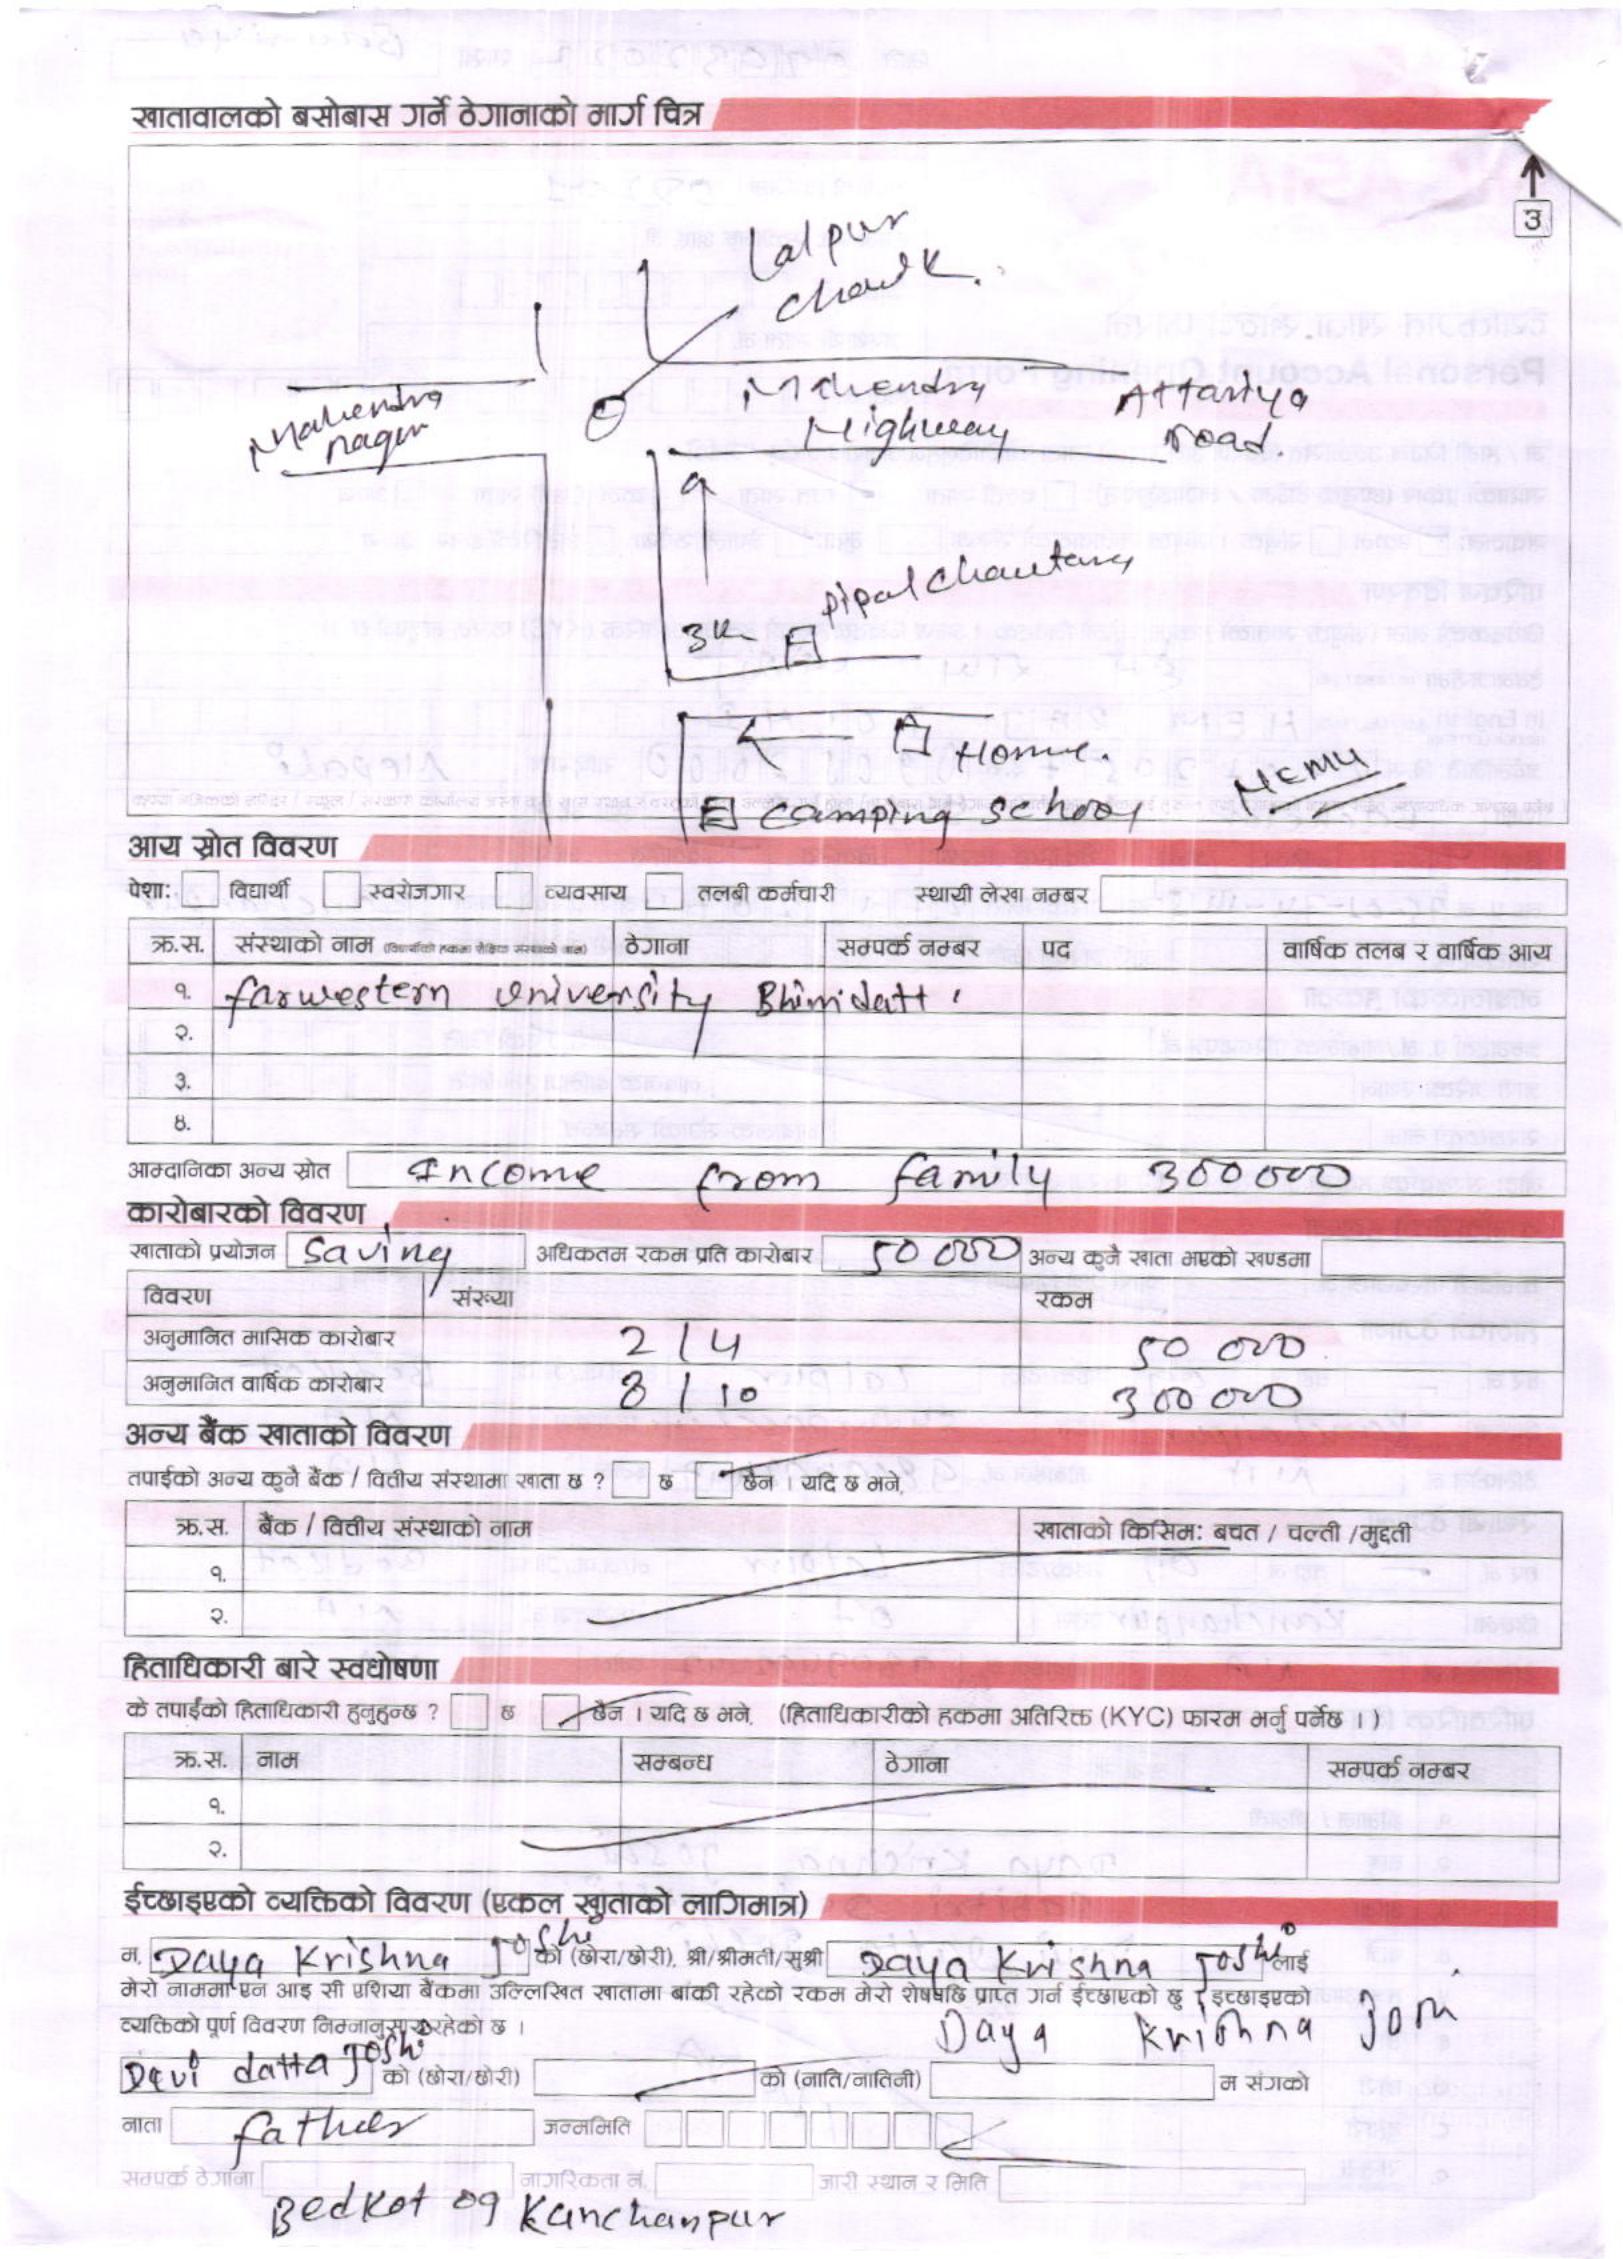 खातावालको बसोबास गर्ने ठेगानाको मार्ग चित्र
3
Lalpur
chowk.
Mahendra
nagar
Mahendra
Highway
Attariya
road
pipal chautary
3K
Home.
Camping School
आय स्रोत विवरण
पेशा: विद्यार्थी स्वरोजगार व्यवसाय तलबी कर्मचारी स्थायी लेखा नम्बर
क्र.स. संस्थाको नाम (विद्यार्थीको हकमा शैक्षिक संस्थाको नाम) ठेगाना सम्पर्क नम्बर पद वार्षिक तलब र वार्षिक आय
१. farwestern University Bhimdatt
२.
३.
४.
आम्दानिका अन्य स्रोत Income from family 300000
कारोबारको विवरण
खाताको प्रयोजन saving अधिकतम रकम प्रति कारोबार 50 000 अन्य कुनै खाता भएको खण्डमा
विवरण संख्या रकम
अनुमानित मासिक कारोबार 2/4 50 000
अनुमानित वार्षिक कारोबार 8/10 300000
अन्य बैंक खाताको विवरण
तपाईको अन्य कुनै बैंक / वित्तीय संस्थामा खाता छ ? छ छैन । यदि छ भने,
क्र.स. बैंक / वित्तीय संस्थाको नाम खाताको किसिम: बचत / चल्ती /मुद्दती
१.
२.
हिताधिकारी बारे स्वघोषणा
के तपाईको हिताधिकारी हुनुहुन्छ ? छ छैन । यदि छ भने, (हिताधिकारीको हकमा अतिरिक्त (KYC) फारम भर्नु पर्नेछ ।
क्र.स. नाम सम्बन्ध ठेगाना सम्पर्क नम्बर
१.
२.
ईच्छाइएको व्यक्तिको विवरण (एकल खाताको लागिमात्र)
म, Daya Krishna Joshi को (छोरा/छोरी), श्री/श्रीमती/सुश्री Daya Krishna Joshi लाई
मेरो नाममा एन आइ सी एशिया बैंकमा उल्लिखित खातामा बांकी रहेको रकम मेरो शेषपछि प्राप्त गर्न ईच्छाएको छु । इच्छाइएको
व्यक्तिको पूर्ण विवरण निम्नानुसार रहेको छ ।
Daya Krishna Joshi
Devi datta Joshi को (छोरा/छोरी) को (नाति/नातिनी) म संगको
नाता father जन्ममिति
सम्पर्क ठेगाना नागरिकता नं. जारी स्थान र मिति
Bedkot 09 Kanchanpur